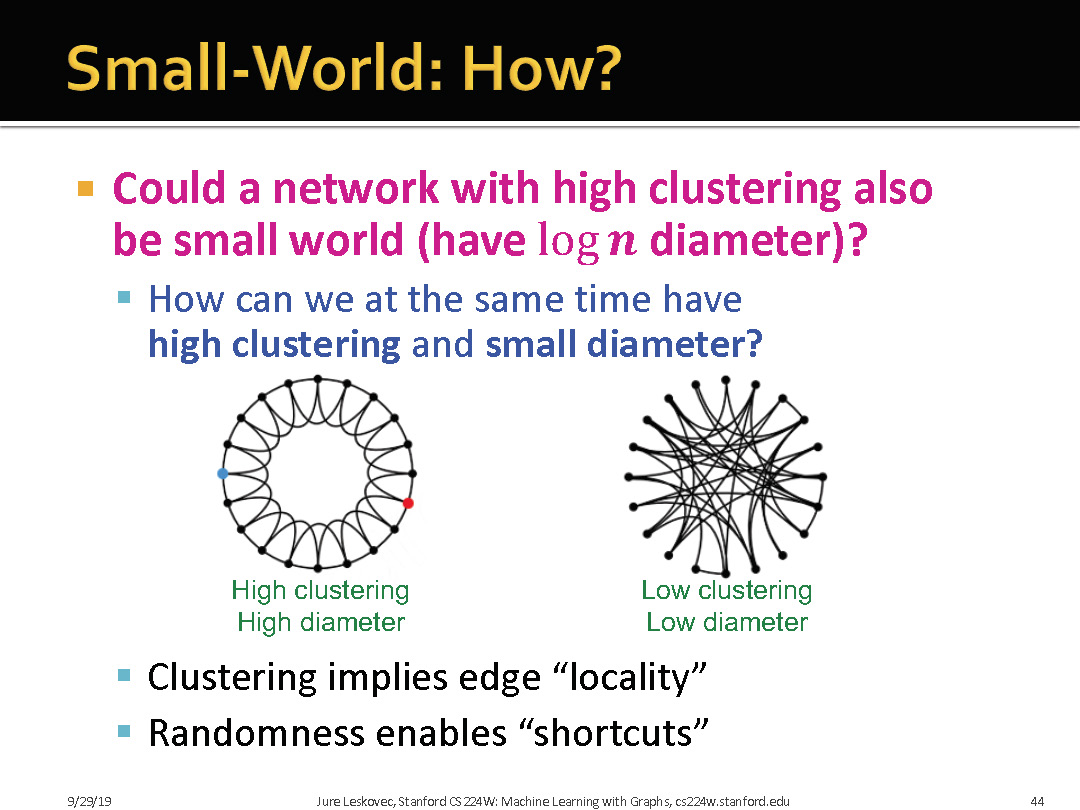 Small-World: How?
Could a network with high clustering also
be small world (have log n diameter)?
How can we at the same time have
high clustering and small diameter?
High clustering
High diameter
Low clustering
Low diameter
Clustering implies edge “locality”
Randomness enables “shortcuts”
9/29/19
Jure Leskovec, Stanford CS224W: Machine Learning with Graphs, cs224w.stanford.edu
44